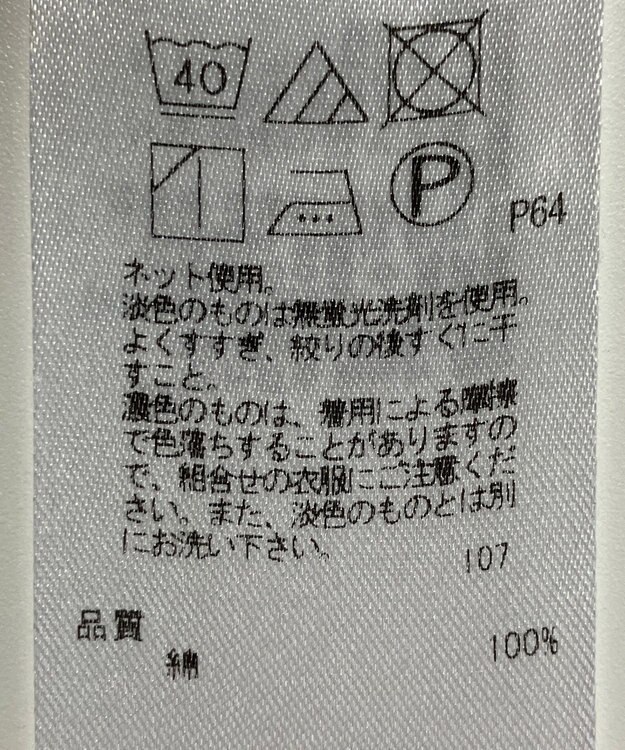 40
P
P64
ネット使用。
淡色のものは無蛍光洗剤を使用。
よくすすぎ、絞りの後すぐに干
すこと。
濃色のものは、着用による摩擦
で色落ちすることがありますの
で、組合せの衣服にご注意くだ
さい。また、淡色のものとは別
にお洗い下さい。
107
品質
綿 100%